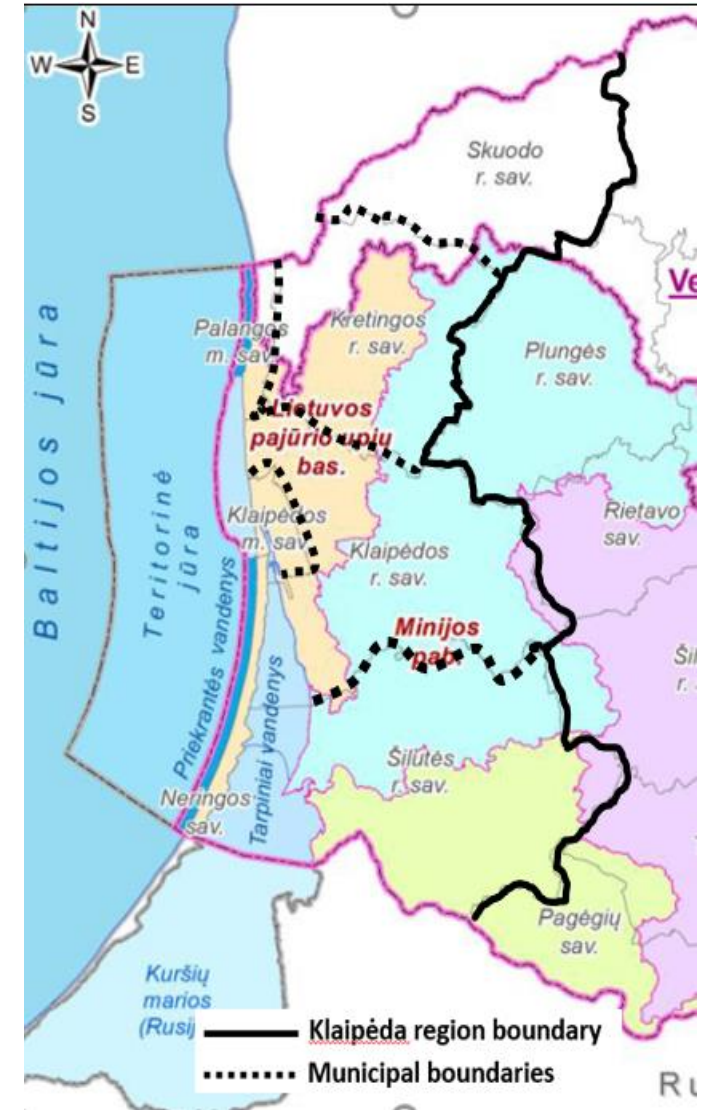 N
W E
S
Skuodo
r. sav.
Palangos
m. sav.
Kretingos
r. sav.
Plungės
r. sav.
Lietuvos
pajūrio upių
bas.
Baltijos jūra
Teritorinė
jūra
Klaipėdos
m. sav.
Klaipėdos
r. sav.
Rietavo
sav.
Priekrantės vandenys
Tarpiniai vandenys
Minijos
pab.
Šilutės
r. sav.
Neringos
sav.
Pagėgių
sav.
Kuršių
marios
(Rusij
Klaipėda region boundary
Municipal boundaries